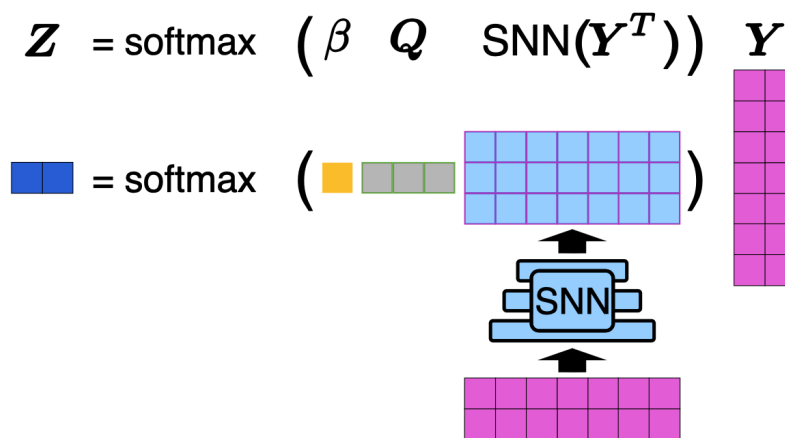 Z = softmax ( β Q SNN(Y^T)) Y
= softmax ( )
SNN